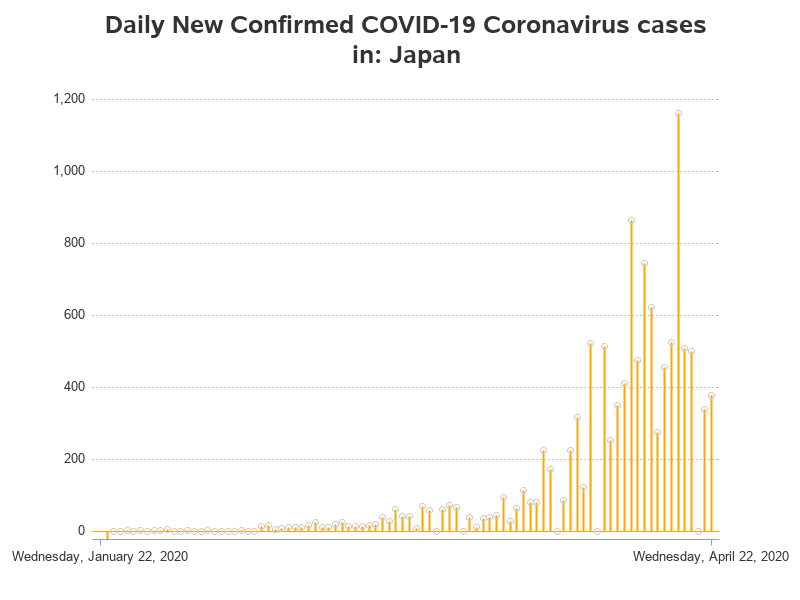 Daily New Confirmed COVID-19 Coronavirus cases
in: Japan
1,200
1,000
800
600
400
200
0
Wednesday, January 22, 2020
Wednesday, April 22, 2020